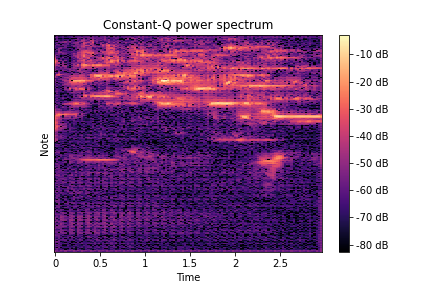 Constant-Q power spectrum
Note
-10 dB
-20 dB
-30 dB
-40 dB
-50 dB
-60 dB
-70 dB
-80 dB
0
0.5
1
1.5
2
2.5
Time